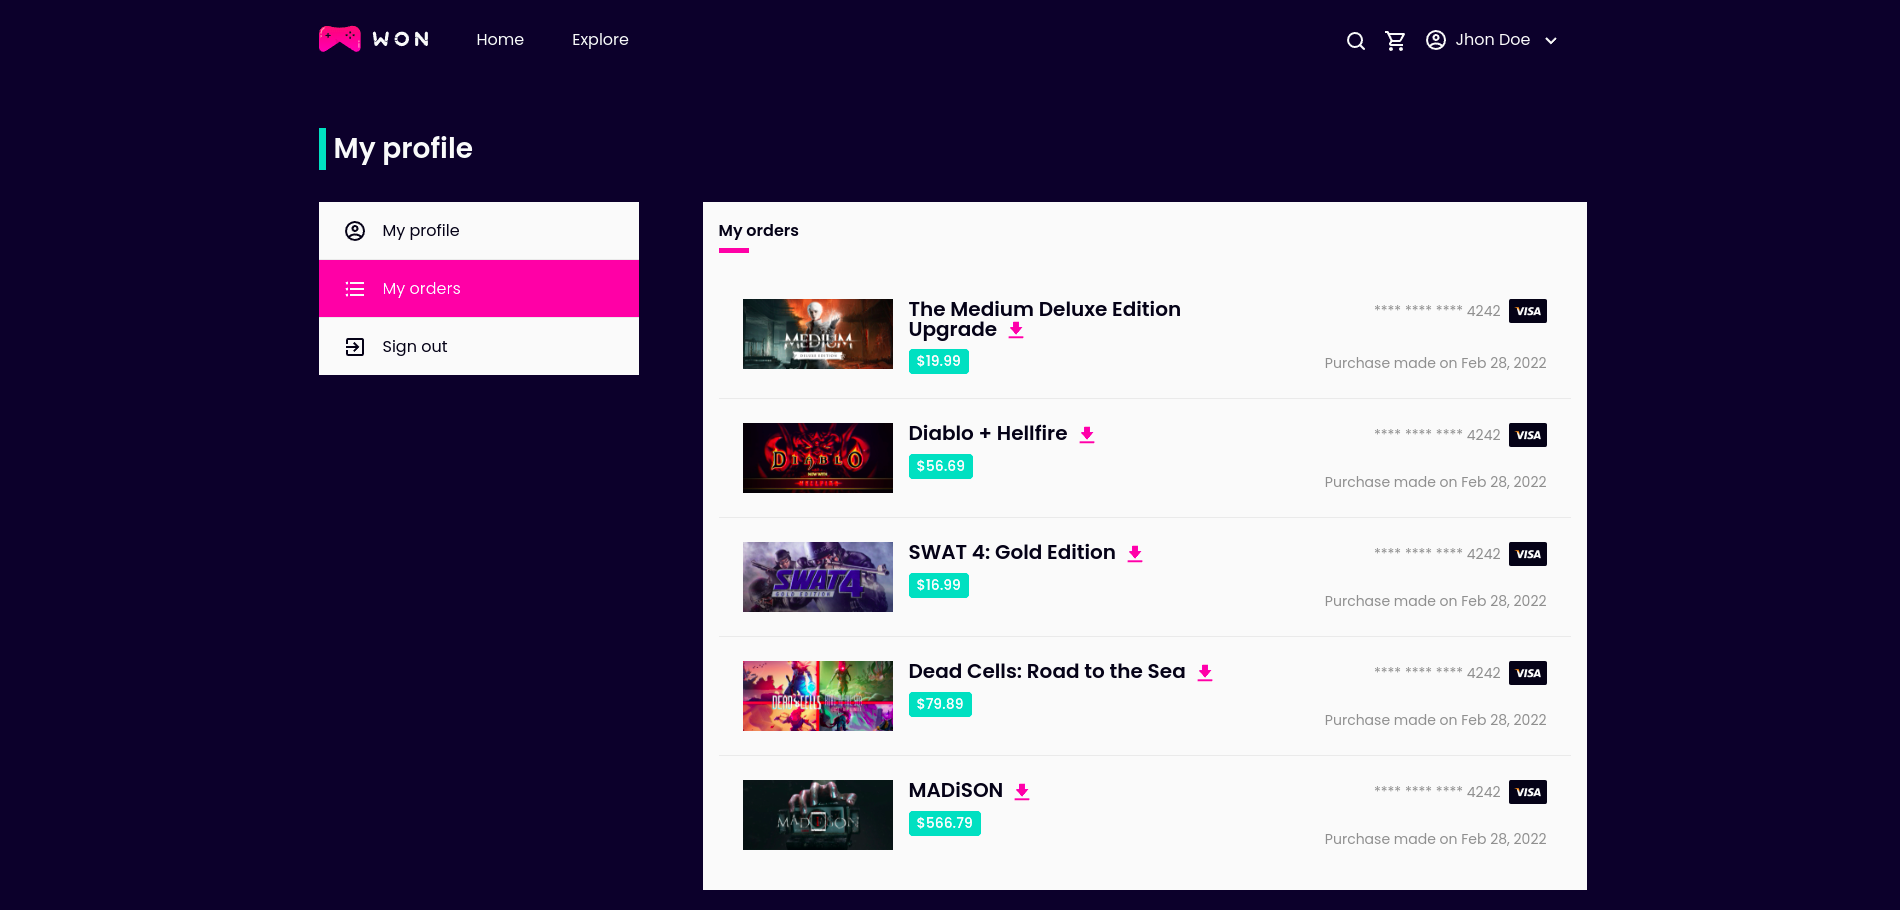 WON
Home
Explore
Jhon Doe
My profile
My profile
My orders
Sign out
My orders
MEDIUM
DELUXE EDITION
The Medium Deluxe Edition
Upgrade
$19.99
**** **** **** 4242 VISA
Purchase made on Feb 28, 2022
DIABLO
HELLFIRE
Diablo + Hellfire
$56.69
**** **** **** 4242 VISA
Purchase made on Feb 28, 2022
SWAT 4
GOLD EDITION
SWAT 4: Gold Edition
$16.99
**** **** **** 4242 VISA
Purchase made on Feb 28, 2022
DEAD CELLS
Dead Cells: Road to the Sea
$79.89
**** **** **** 4242 VISA
Purchase made on Feb 28, 2022
MADISON
MADiSON
$566.79
**** **** **** 4242 VISA
Purchase made on Feb 28, 2022